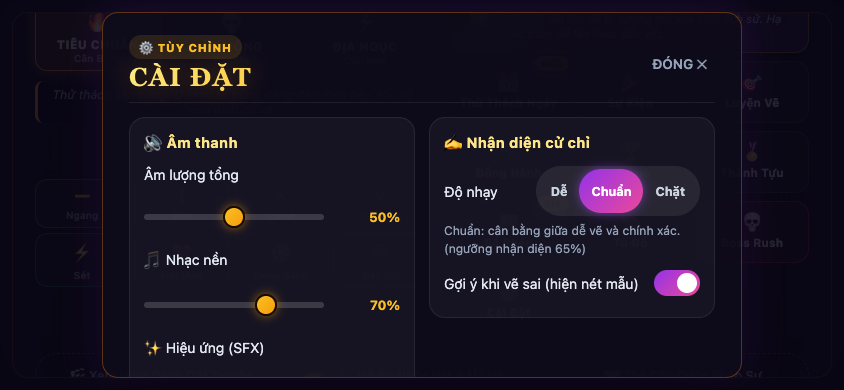 TÙY CHỈNH
CÀI ĐẶT
ĐÓNG ✕
Âm thanh
Âm lượng tổng
50%
Nhạc nền
70%
Hiệu ứng (SFX)
Nhận diện cử chỉ
Độ nhạy
Dễ
Chuẩn
Chặt
Chuẩn: cân bằng giữa dễ vẽ và chính xác.
(ngưỡng nhận diện 65%)
Gợi ý khi vẽ sai (hiện nét mẫu)
Ngang
Sét